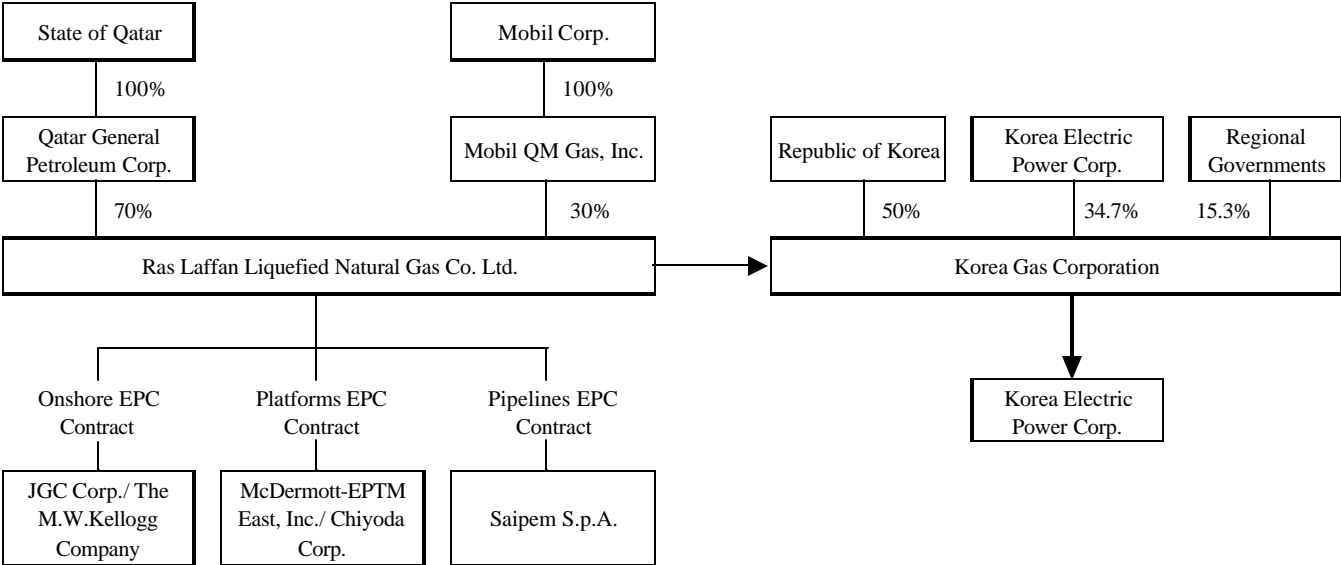 State of Qatar
Mobil Corp.
100%
100%
Qatar General
Petroleum Corp.
Mobil QM Gas, Inc.
Republic of Korea
Korea Electric
Power Corp.
Regional
Governments
70%
30%
50%
34.7%
15.3%
Ras Laffan Liquefied Natural Gas Co. Ltd.
Korea Gas Corporation
Onshore EPC
Contract
Platforms EPC
Contract
Pipelines EPC
Contract
Korea Electric
Power Corp.
JGC Corp./ The
M.W.Kellogg
Company
McDermott-EPTM
East, Inc./ Chiyoda
Corp.
Saipem S.p.A.